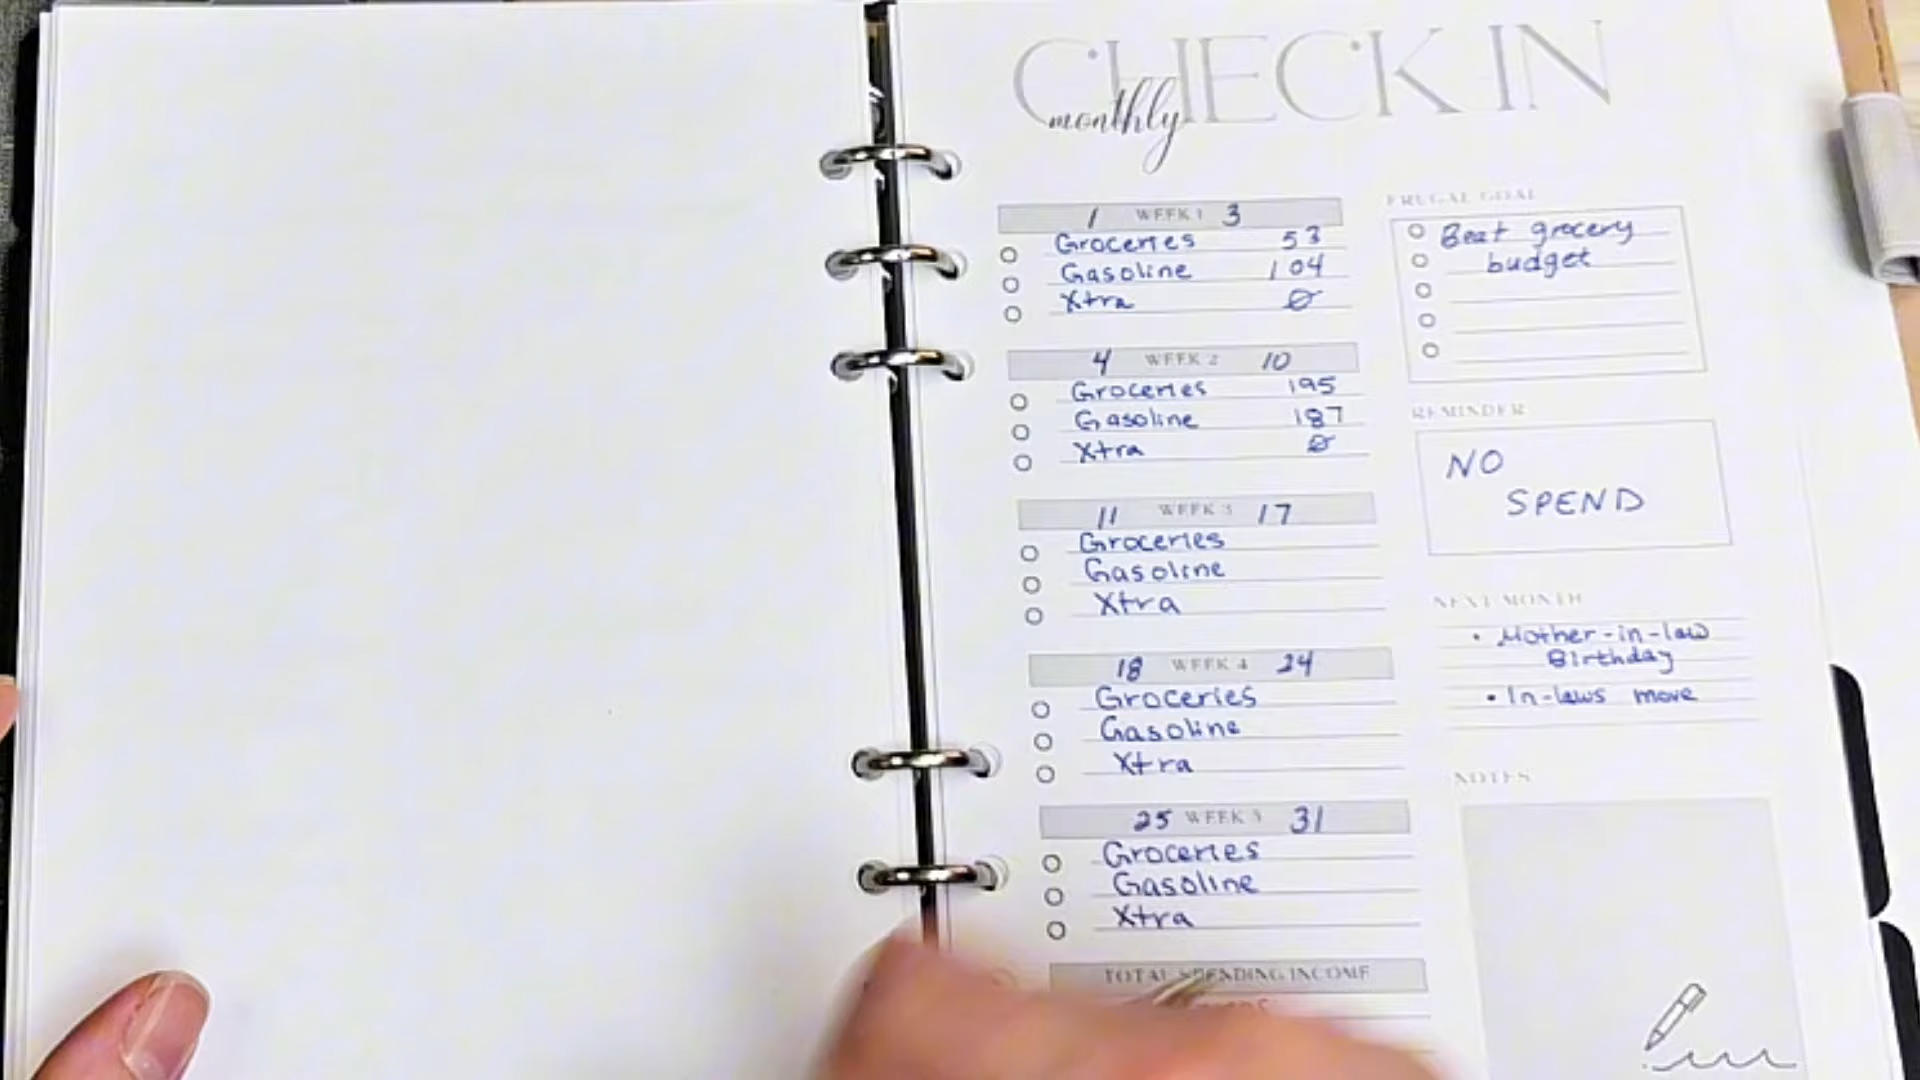 CHECK IN
monthly
1 WEEK 1 3
Groceries 53
Gasoline 104
Xtra Ø
4 WEEK 2 10
Groceries 195
Gasoline 187
Xtra Ø
11 WEEK 3 17
Groceries
Gasoline
Xtra
18 WEEK 4 24
Groceries
Gasoline
Xtra
25 WEEK 5 31
Groceries
Gasoline
Xtra
TOTAL SPENDING INCOME
FRUGAL GOAL
Beat grocery
budget
REMINDER
NO
SPEND
NEXT MONTH
• Mother-in-law
Birthday
• In-laws move
NOTES